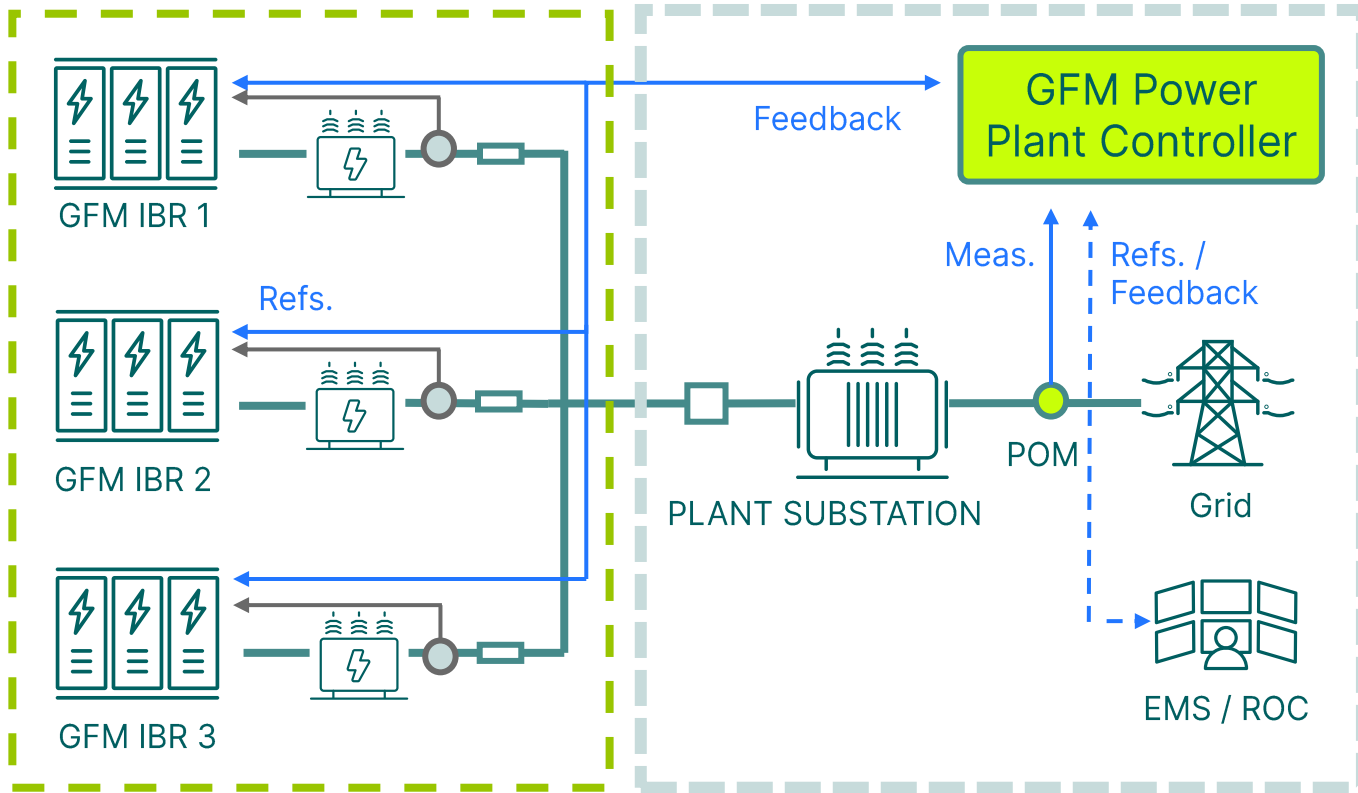 GFM Power
Plant Controller
Feedback
GFM IBR 1
Meas.
Refs. /
Feedback
Refs.
GFM IBR 2
POM
PLANT SUBSTATION
Grid
GFM IBR 3
EMS / ROC